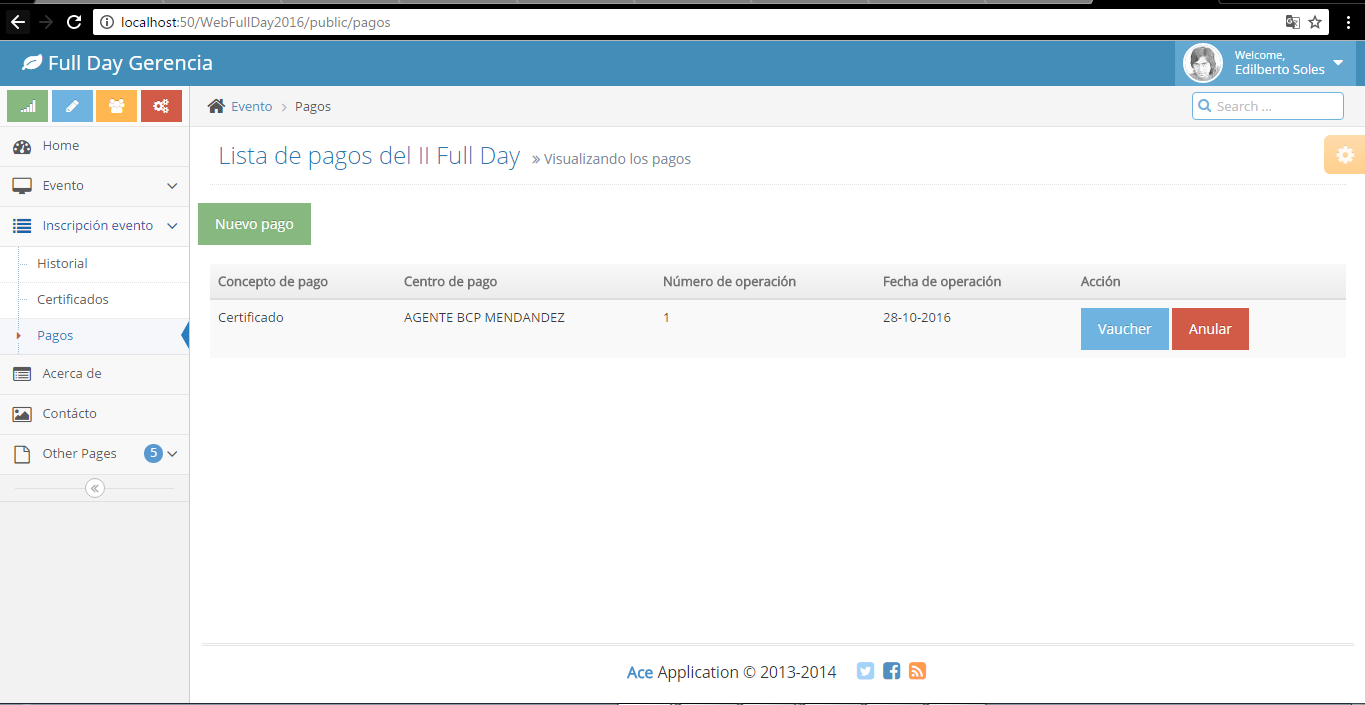 localhost:50/WebFullDay2016/public/pagos
Full Day Gerencia
Welcome,
Edilberto Soles
Evento > Pagos
Search ...
Home
Evento
Inscripción evento
Historial
Certificados
Pagos
Acerca de
Contácto
Other Pages 5
Lista de pagos del II Full Day » Visualizando los pagos
Nuevo pago
Concepto de pago Centro de pago Número de operación Fecha de operación Acción
Certificado AGENTE BCP MENDANDEZ 1 28-10-2016 Vaucher Anular
Ace Application © 2013-2014